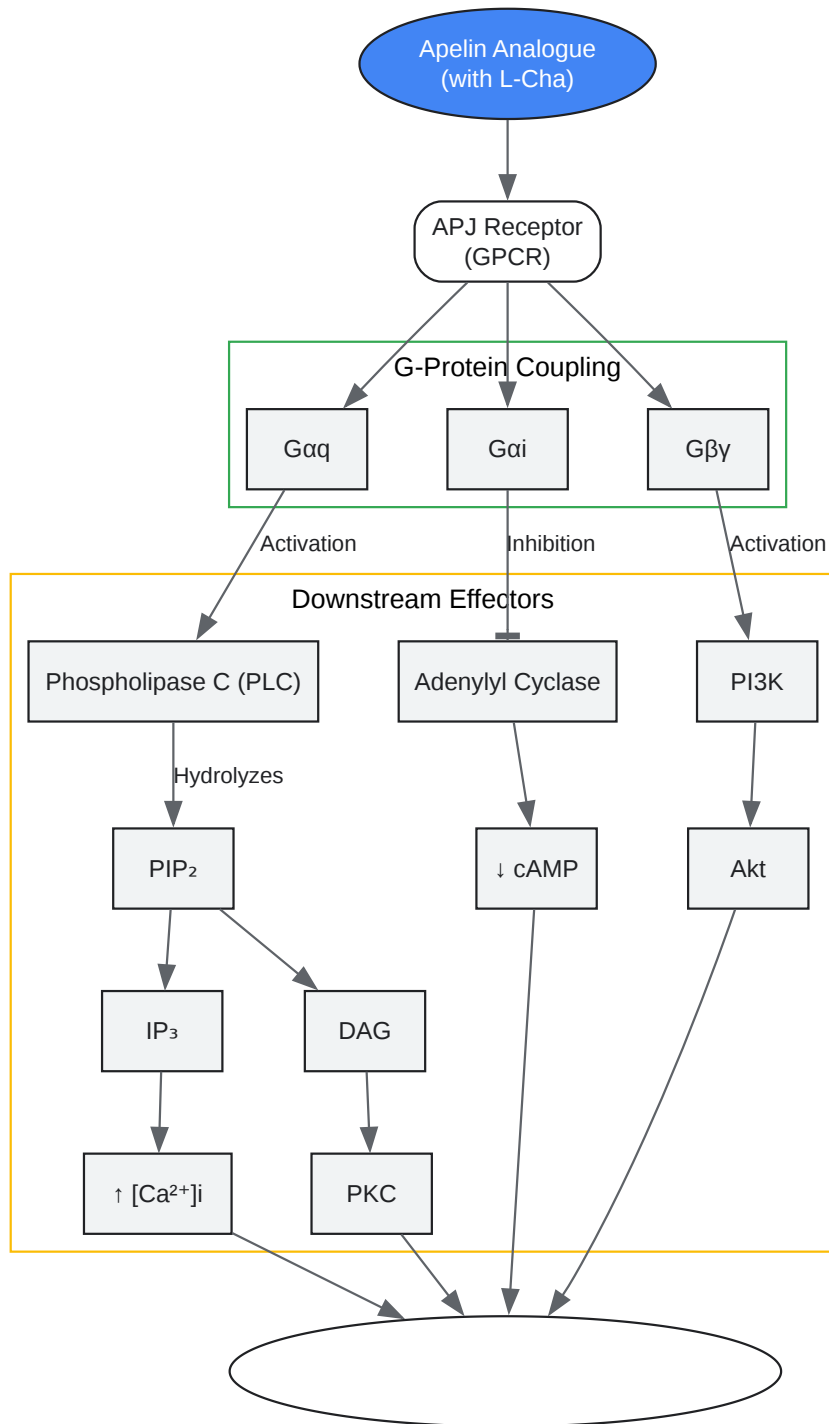 Apelin Analogue
(with L-Cha)
APJ Receptor
(GPCR)
G-Protein Coupling
Gαq
Gαi
Gβγ
Activation
Inhibition
Activation
Downstream Effectors
Phospholipase C (PLC)
Adenylyl Cyclase
PI3K
Hydrolyzes
PIP₂
↓ cAMP
Akt
IP₃
DAG
↑ [Ca²⁺]i
PKC